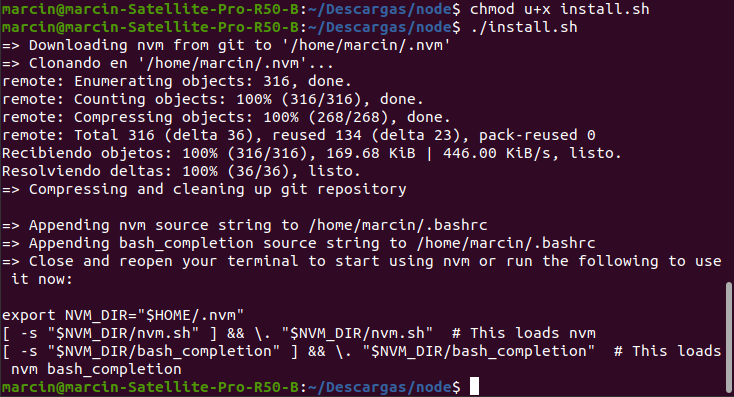 marcin@marcin-Satellite-Pro-R50-B:~/Descargas/node$ chmod u+x install.sh
marcin@marcin-Satellite-Pro-R50-B:~/Descargas/node$ ./install.sh
=> Downloading nvm from git to '/home/marcin/.nvm'
=> Clonando en '/home/marcin/.nvm'...
remote: Enumerating objects: 316, done.
remote: Counting objects: 100% (316/316), done.
remote: Compressing objects: 100% (268/268), done.
remote: Total 316 (delta 36), reused 134 (delta 23), pack-reused 0
Recibiendo objetos: 100% (316/316), 169.68 KiB | 446.00 KiB/s, listo.
Resolviendo deltas: 100% (36/36), listo.
=> Compressing and cleaning up git repository
=> Appending nvm source string to /home/marcin/.bashrc
=> Appending bash_completion source string to /home/marcin/.bashrc
=> Close and reopen your terminal to start using nvm or run the following to use
 it now:
export NVM_DIR="$HOME/.nvm"
[ -s "$NVM_DIR/nvm.sh" ] && \. "$NVM_DIR/nvm.sh"  # This loads nvm
[ -s "$NVM_DIR/bash_completion" ] && \. "$NVM_DIR/bash_completion"  # This loads
 nvm bash_completion
marcin@marcin-Satellite-Pro-R50-B:~/Descargas/node$